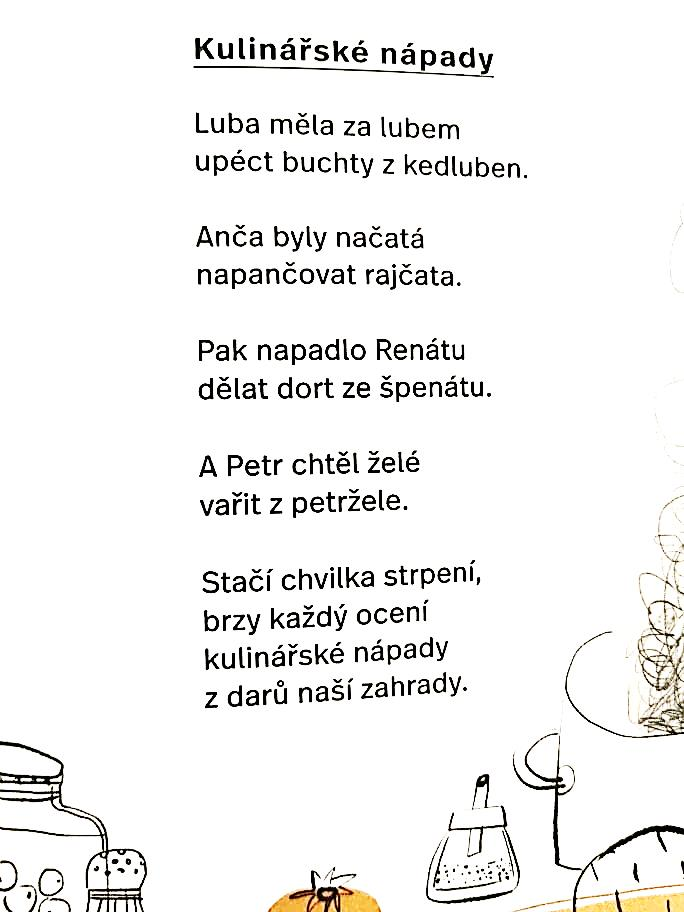 Kulinářské nápady
Luba měla za lubem
upéct buchty z kedluben.
Anča byly načatá
napančovat rajčata.
Pak napadlo Renátu
dělat dort ze špenátu.
A Petr chtěl želé
vařit z petržele.
Stačí chvilka strpení,
brzy každý ocení
kulinářské nápady
z darů naší zahrady.